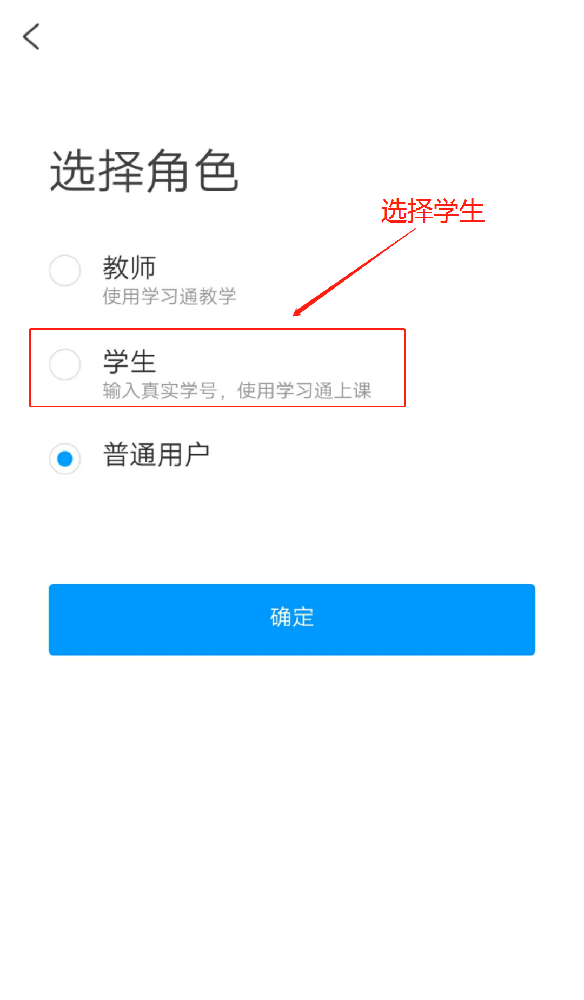 选择角色
选择学生
教师
使用学习通教学
学生
输入真实学号，使用学习通上课
普通用户
确定